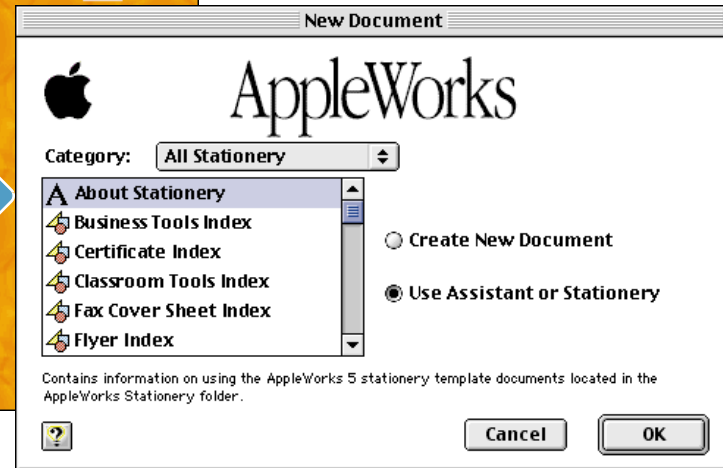 New Document
AppleWorks
Category: All Stationery
About Stationery
Business Tools Index
Certificate Index
Classroom Tools Index
Fax Cover Sheet Index
Flyer Index
Create New Document
Use Assistant or Stationery
Contains information on using the AppleWorks 5 stationery template documents located in the
AppleWorks Stationery folder.
?
Cancel OK